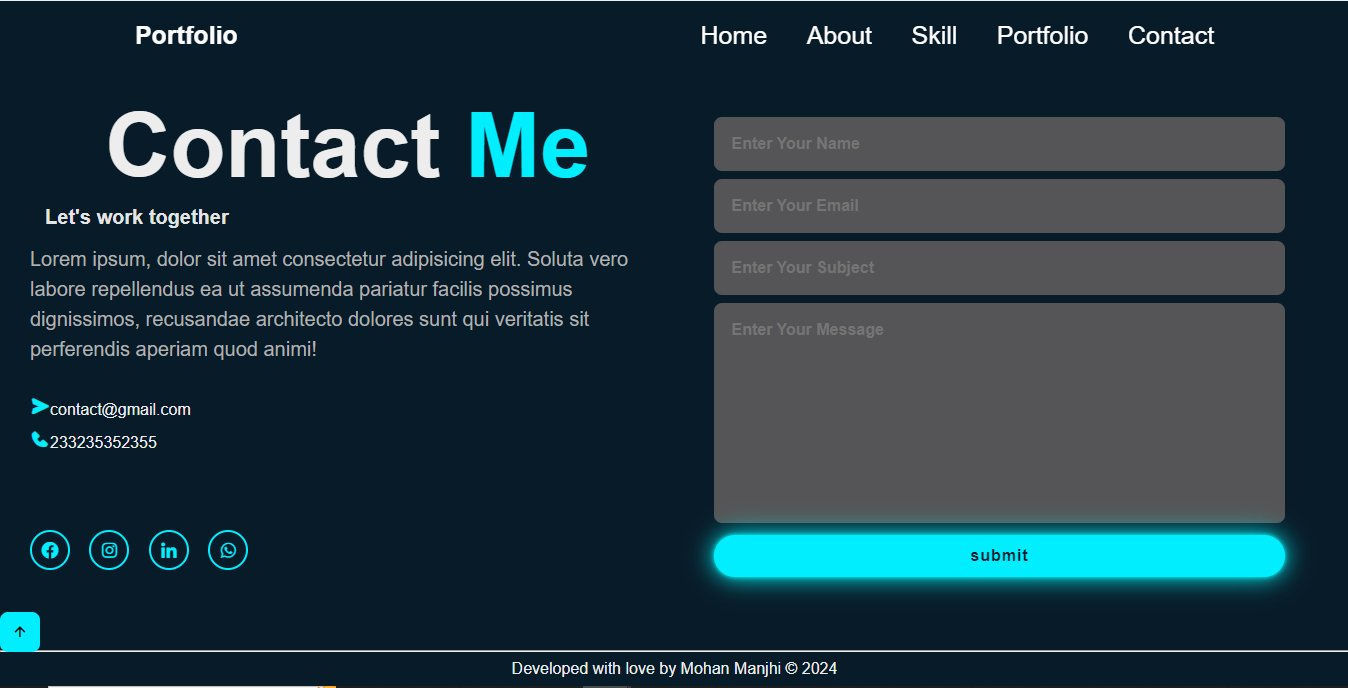 Portfolio
Home About Skill Portfolio Contact
Contact Me
Let's work together
Lorem ipsum, dolor sit amet consectetur adipisicing elit. Soluta vero
labore repellendus ea ut assumenda pariatur facilis possimus
dignissimos, recusandae architecto dolores sunt qui veritatis sit
perferendis aperiam quod animi!
contact@gmail.com
233235352355
Enter Your Name
Enter Your Email
Enter Your Subject
Enter Your Message
submit
Developed with love by Mohan Manjhi © 2024